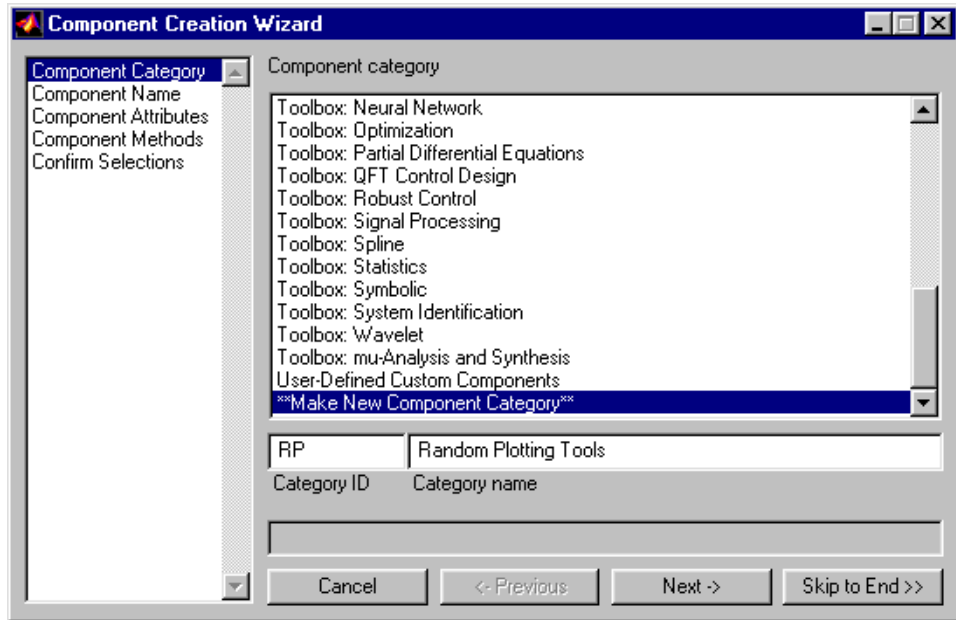 Component Creation Wizard
Component Category
Component Name
Component Attributes
Component Methods
Confirm Selections
Component category
Toolbox: Neural Network
Toolbox: Optimization
Toolbox: Partial Differential Equations
Toolbox: QFT Control Design
Toolbox: Robust Control
Toolbox: Signal Processing
Toolbox: Spline
Toolbox: Statistics
Toolbox: Symbolic
Toolbox: System Identification
Toolbox: Wavelet
Toolbox: mu-Analysis and Synthesis
User-Defined Custom Components
**Make New Component Category**
RP Random Plotting Tools
Category ID Category name
Cancel <- Previous Next -> Skip to End >>